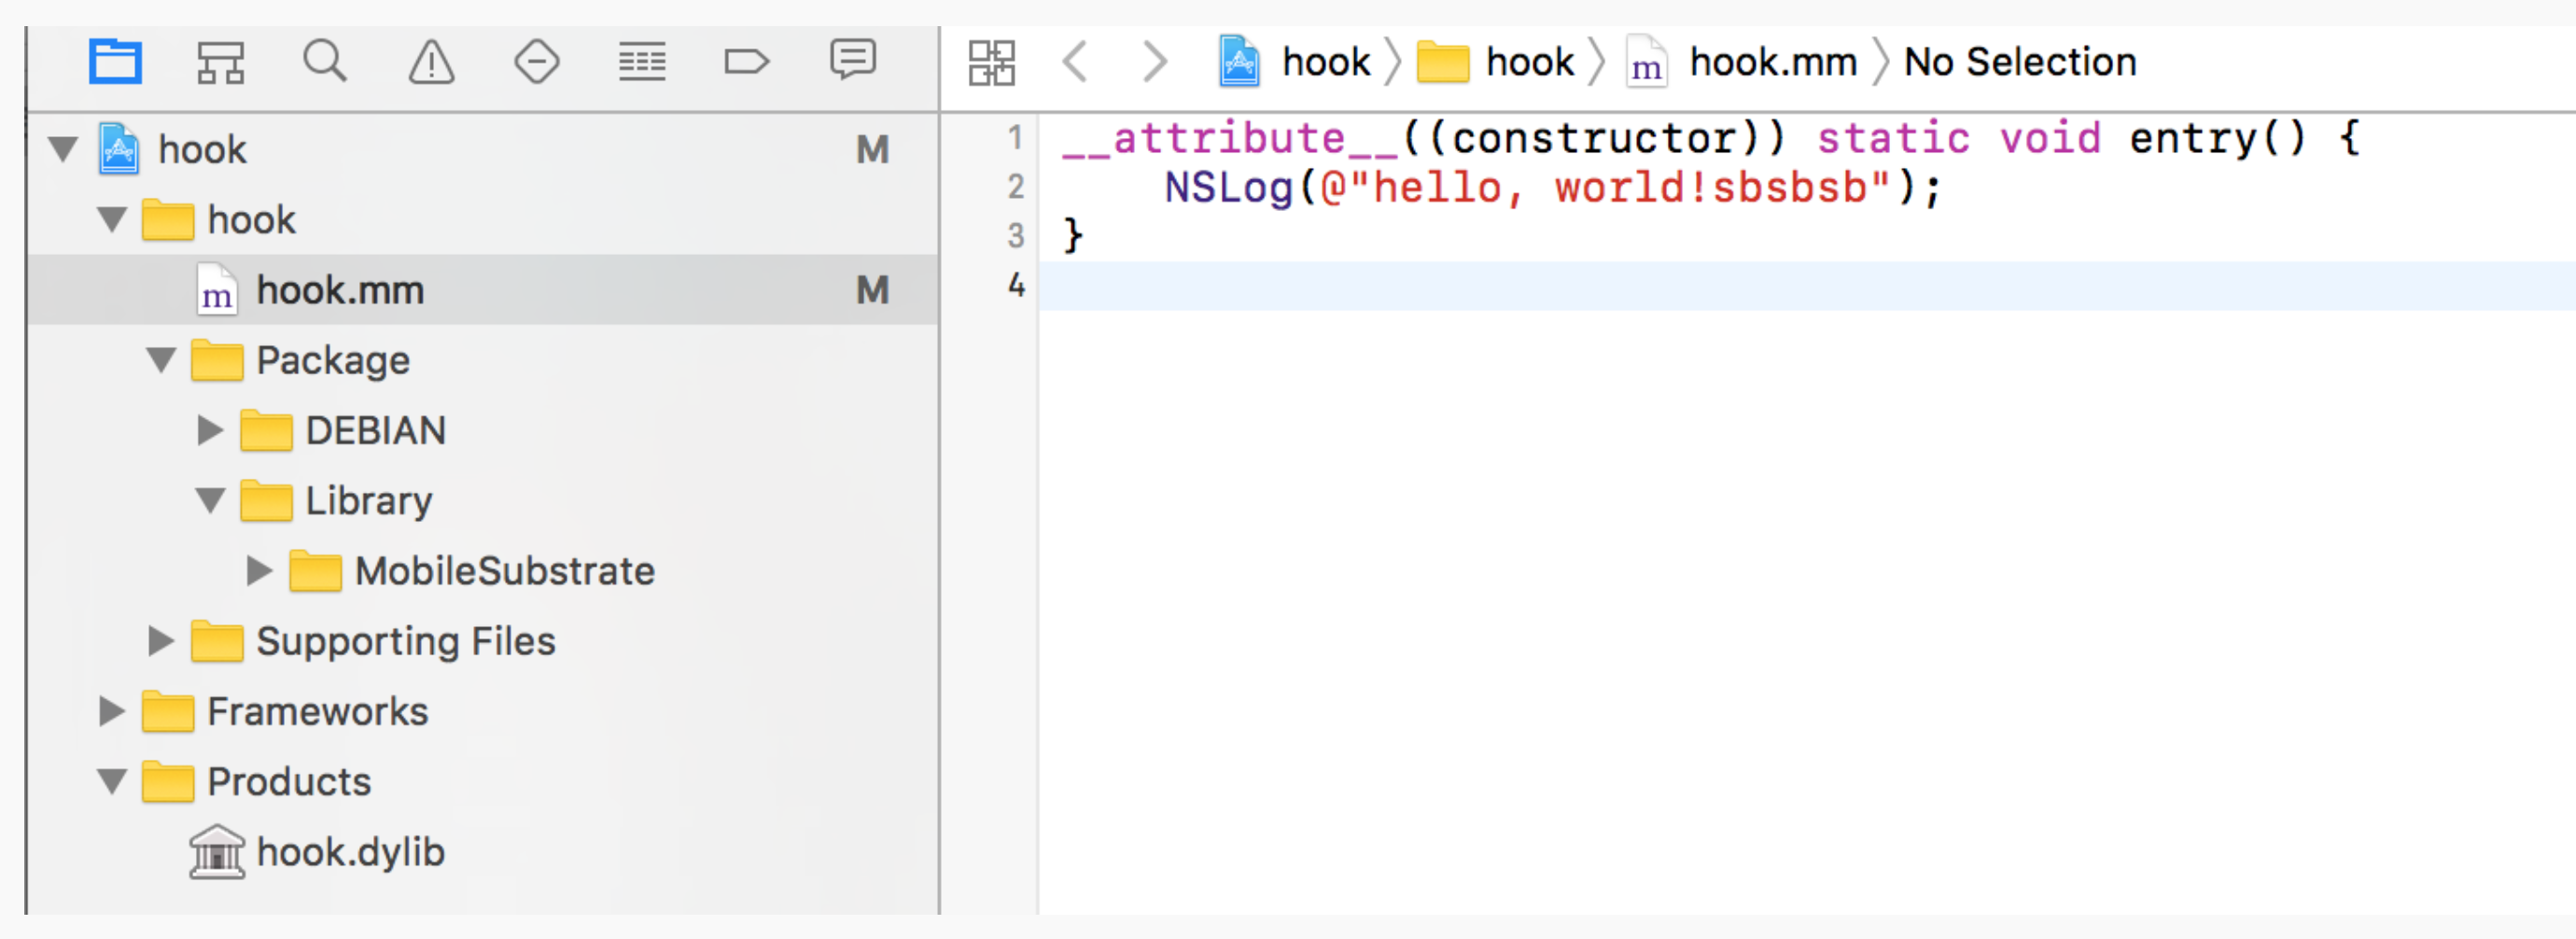 hook M
hook
hook.mm M
Package
DEBIAN
Library
MobileSubstrate
Supporting Files
Frameworks
Products
hook.dylib
hook hook m hook.mm No Selection
1 __attribute__((constructor)) static void entry() {
2 NSLog(@"hello, world!sbsbsb");
3 }
4